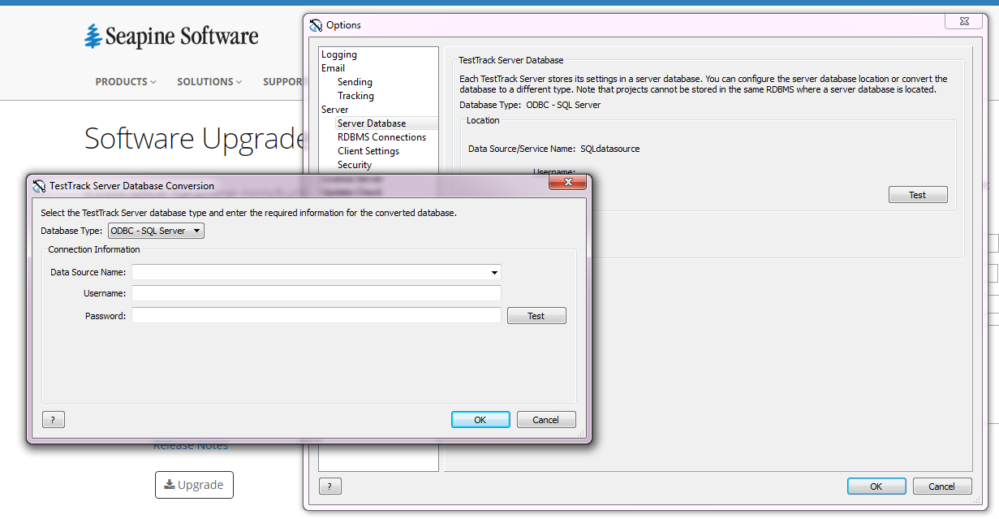 Seapine Software
PRODUCTS
SOLUTIONS
SUPPOR
Software Upgrade
Release Notes
Upgrade
Options
Logging
Email
Sending
Tracking
Server
Server Database
RDBMS Connections
Client Settings
Security
TestTrack Server Database
Each TestTrack Server stores its settings in a server database. You can configure the server database location or convert the
database to a different type. Note that projects cannot be stored in the same RDBMS where a server database is located.
Database Type: ODBC - SQL Server
Location
Data Source/Service Name: SQLdatasource
Username:
Test
?
OK
Cancel
TestTrack Server Database Conversion
Select the TestTrack Server database type and enter the required information for the converted database.
Database Type: ODBC - SQL Server
Connection Information
Data Source Name:
Username:
Password:
Test
?
OK
Cancel